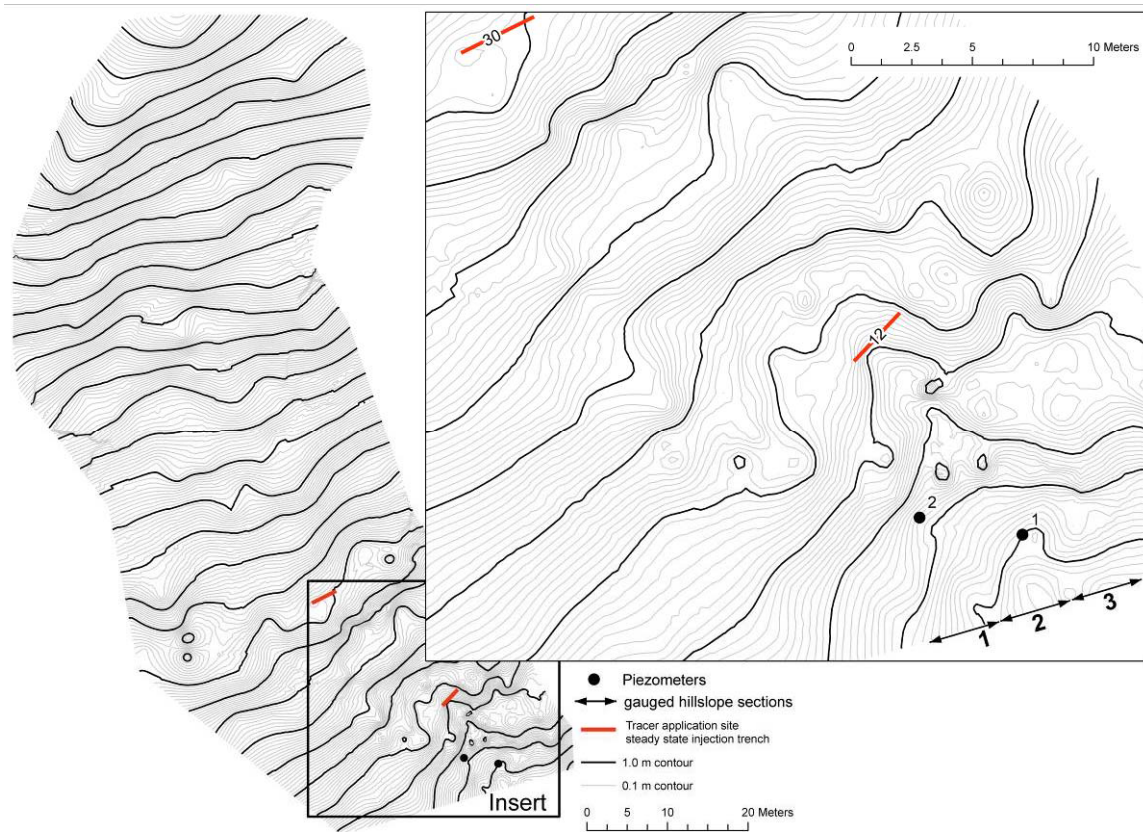 30
0 2.5 5 10 Meters
12
2
1
1
2
3
Insert
Piezometers
gauged hillslope sections
Tracer application site
steady state injection trench
1.0 m contour
0.1 m contour
0 5 10 20 Meters